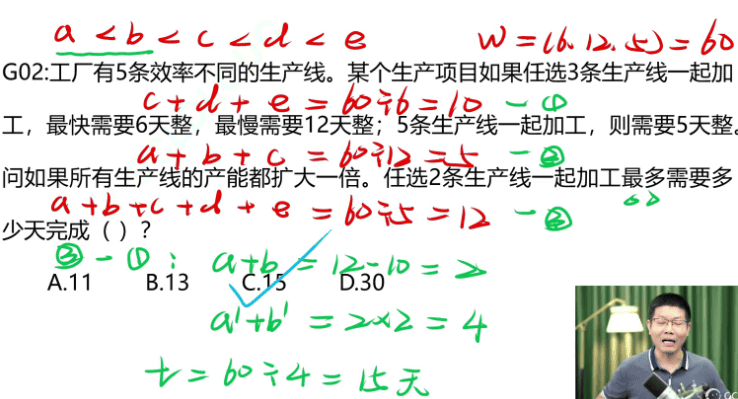 a < b < c < d < e    W = (6.12.5) = 60
G02:工厂有5条效率不同的生产线。某个生产项目如果任选3条生产线一起加
c + d + e = 60÷6 = 10 — ①
工，最快需要6天整，最慢需要12天整；5条生产线一起加工，则需要5天整。
a + b + c = 60÷12 = 5 — ②
问如果所有生产线的产能都扩大一倍。任选2条生产线一起加工最多需要多
a + b + c + d + e = 60÷5 = 12 — ③
少天完成（ ）？
③ — ① : a + b = 12 - 10 = 2
A.11 B.13 C.15 D.30
a' + b' = 2×2 = 4
t = 60 ÷ 4 = 15天